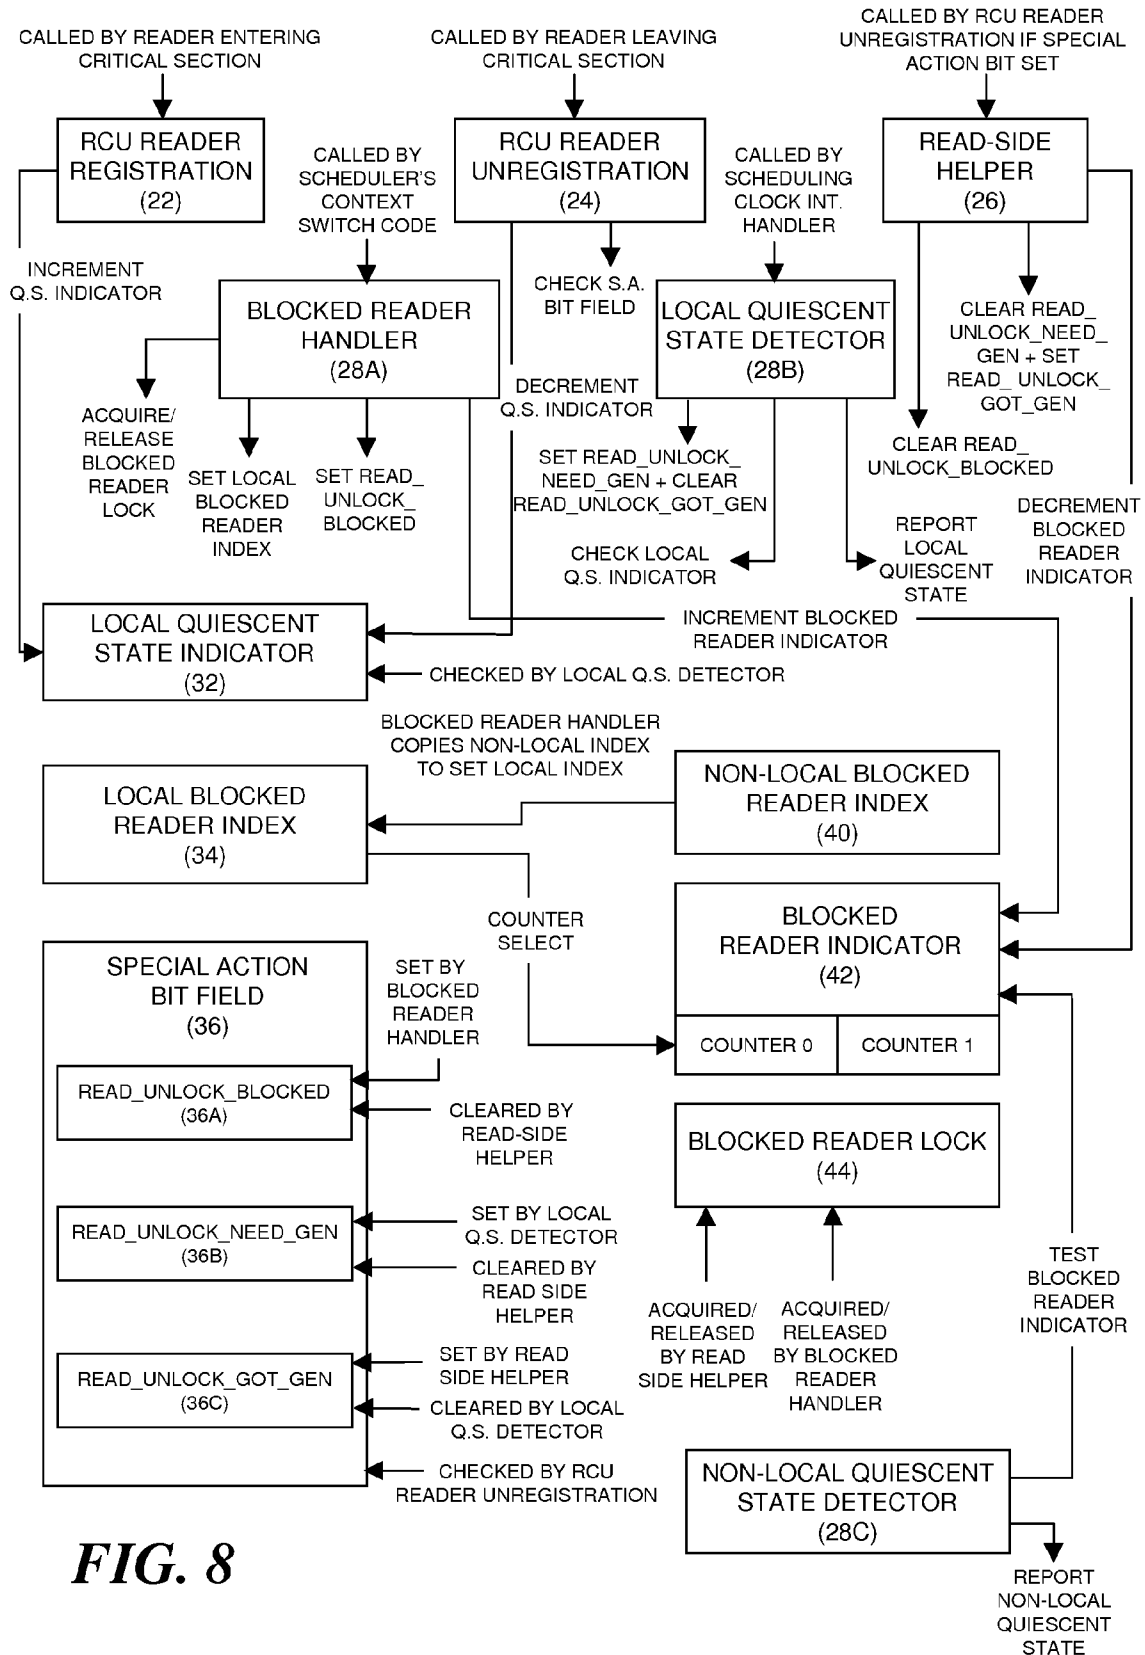 CALLED BY READER ENTERING
CRITICAL SECTION
CALLED BY READER LEAVING
CRITICAL SECTION
CALLED BY RCU READER
UNREGISTRATION IF SPECIAL
ACTION BIT SET
RCU READER
REGISTRATION
(22)
CALLED BY
SCHEDULER'S
CONTEXT
SWITCH CODE
RCU READER
UNREGISTRATION
(24)
CALLED BY
SCHEDULING
CLOCK INT.
HANDLER
READ-SIDE
HELPER
(26)
INCREMENT
Q.S. INDICATOR
BLOCKED READER
HANDLER
(28A)
CHECK S.A.
BIT FIELD
LOCAL QUIESCENT
STATE DETECTOR
(28B)
CLEAR READ_
UNLOCK_NEED_
GEN + SET
READ_ UNLOCK_
GOT_GEN
DECREMENT
Q.S. INDICATOR
ACQUIRE/
RELEASE
BLOCKED
READER
LOCK
SET LOCAL
BLOCKED
READER
INDEX
SET READ_
UNLOCK_
BLOCKED
SET READ_UNLOCK_
NEED_GEN + CLEAR
READ_UNLOCK_GOT_GEN
CLEAR READ_
UNLOCK_BLOCKED
DECREMENT
BLOCKED
READER
INDICATOR
CHECK LOCAL
Q.S. INDICATOR
REPORT
LOCAL
QUIESCENT
STATE
LOCAL QUIESCENT
STATE INDICATOR
(32)
INCREMENT BLOCKED
READER INDICATOR
CHECKED BY LOCAL Q.S. DETECTOR
BLOCKED READER HANDLER
COPIES NON-LOCAL INDEX
TO SET LOCAL INDEX
LOCAL BLOCKED
READER INDEX
(34)
NON-LOCAL BLOCKED
READER INDEX
(40)
COUNTER
SELECT
BLOCKED
READER INDICATOR
(42)
COUNTER 0
COUNTER 1
SPECIAL ACTION
BIT FIELD
(36)
SET BY
BLOCKED
READER
HANDLER
READ_UNLOCK_BLOCKED
(36A)
CLEARED BY
READ-SIDE
HELPER
BLOCKED READER LOCK
(44)
READ_UNLOCK_NEED_GEN
(36B)
SET BY LOCAL
Q.S. DETECTOR
CLEARED BY
READ SIDE
HELPER
ACQUIRED/
RELEASED
BY READ
SIDE HELPER
ACQUIRED/
RELEASED
BY BLOCKED
READER
HANDLER
TEST
BLOCKED
READER
INDICATOR
READ_UNLOCK_GOT_GEN
(36C)
SET BY READ
SIDE HELPER
CLEARED BY LOCAL
Q.S. DETECTOR
CHECKED BY RCU
READER UNREGISTRATION
NON-LOCAL QUIESCENT
STATE DETECTOR
(28C)
REPORT
NON-LOCAL
QUIESCENT
STATE
FIG. 8